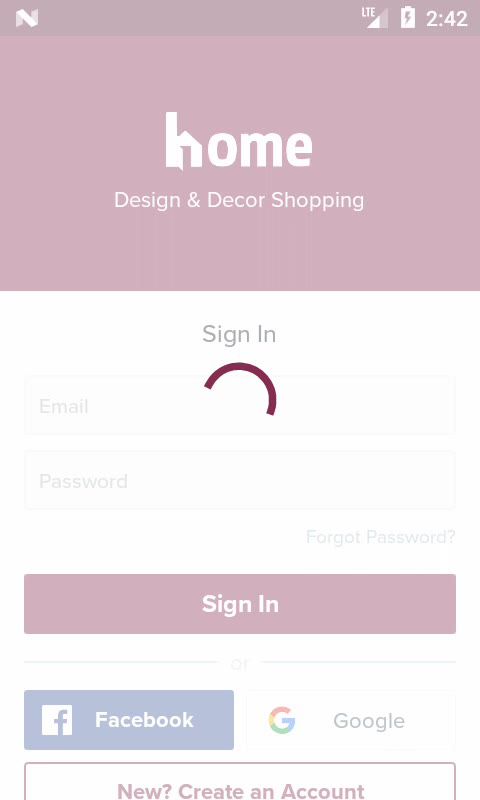 LTE 2:42
home
Design & Decor Shopping
Sign In
Email
Password
Forgot Password?
Sign In
or
Facebook
Google
New? Create an Account